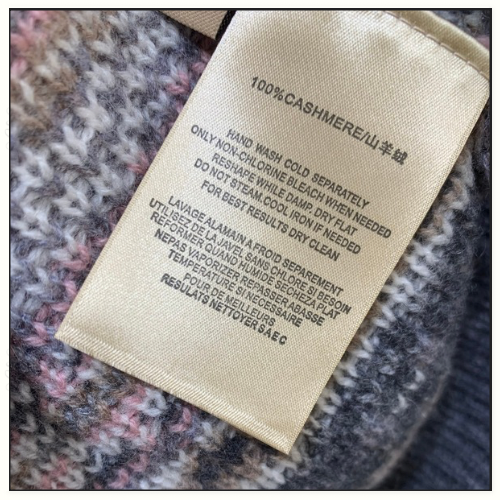 100%CASHMERE/山羊绒
HAND WASH COLD SEPARATELY
ONLY NON-CHLORINE BLEACH WHEN NEEDED
RESHAPE WHILE DAMP. DRY FLAT
DO NOT STEAM.COOL IRON IF NEEDED
FOR BEST RESULTS DRY CLEAN
LAVAGE ALAMAIN A FROID SEPAREMENT
UTILISEZ DE LA JAVEL SANS CHLORE SI BESOIN
REFORMER QUAND HUMIDE SECHEZ A PLAT
NEPAS VAPORIZER REPASSER ABASSE
TEMPERATURE SI NECESSAIRE
POUR DE MEILLEURS
RESULATS NETTOYER S A E C